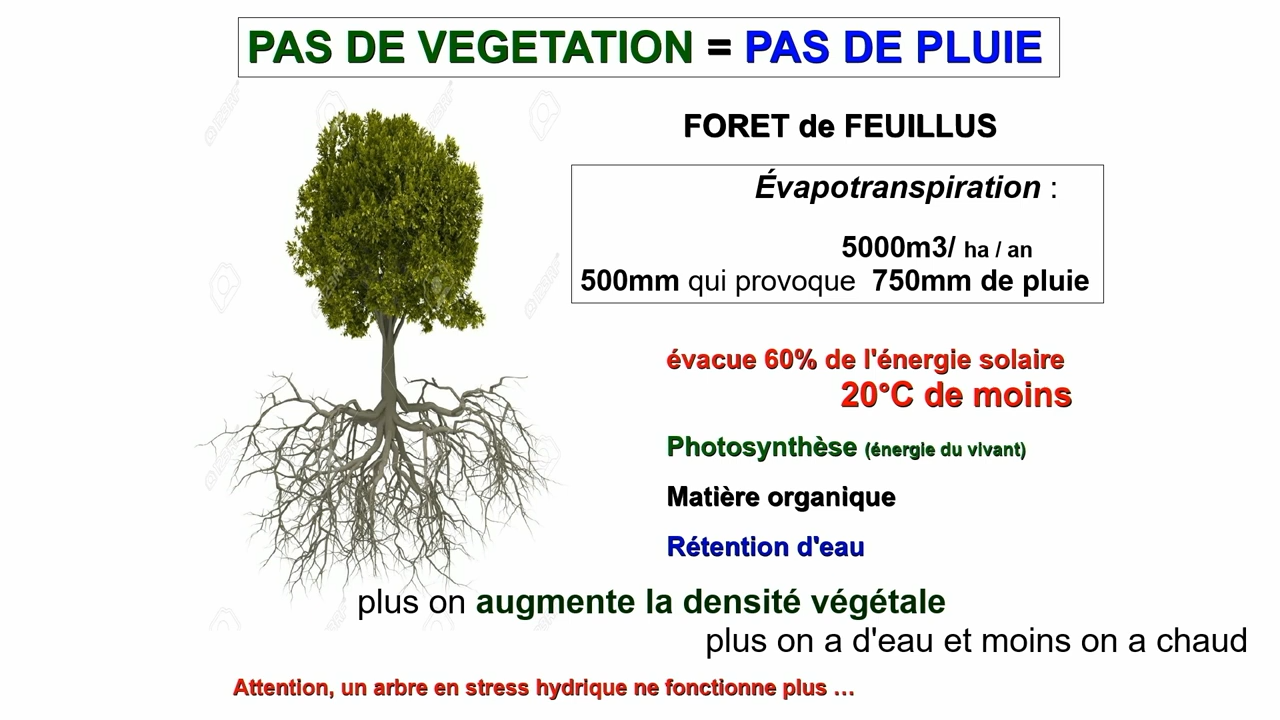 PAS DE VEGETATION = PAS DE PLUIE
FORET de FEUILLUS
Évapotranspiration :
5000m3/ ha / an
500mm qui provoque 750mm de pluie
évacue 60% de l'énergie solaire
20°C de moins
Photosynthèse (énergie du vivant)
Matière organique
Rétention d'eau
plus on augmente la densité végétale
plus on a d'eau et moins on a chaud
Attention, un arbre en stress hydrique ne fonctionne plus ...